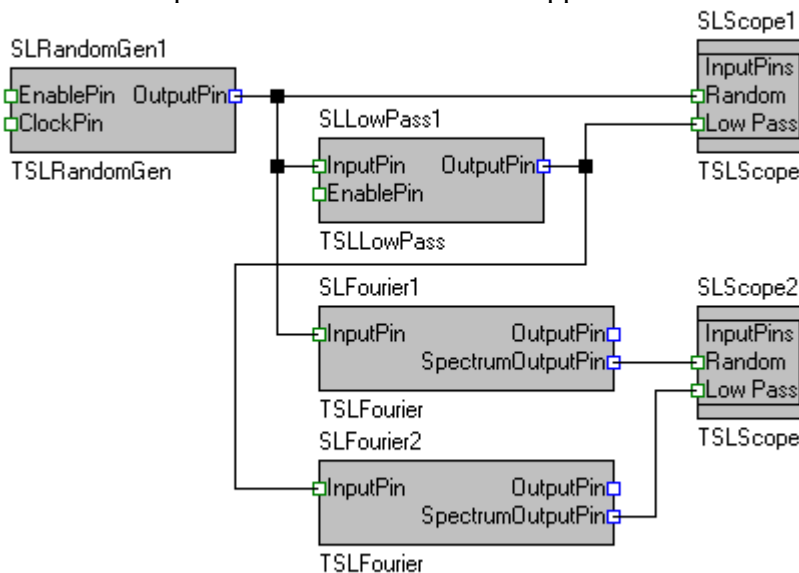 SLRandomGen1
EnablePin OutputPin
ClockPin
TSLRandomGen
SLLowPass1
InputPin OutputPin
EnablePin
TSLLowPass
SLFourier1
InputPin OutputPin
SpectrumOutputPin
TSLFourier
SLFourier2
InputPin OutputPin
SpectrumOutputPin
TSLFourier
SLScope1
InputPins
Random
Low Pass
TSLScope
SLScope2
InputPins
Random
Low Pass
TSLScope